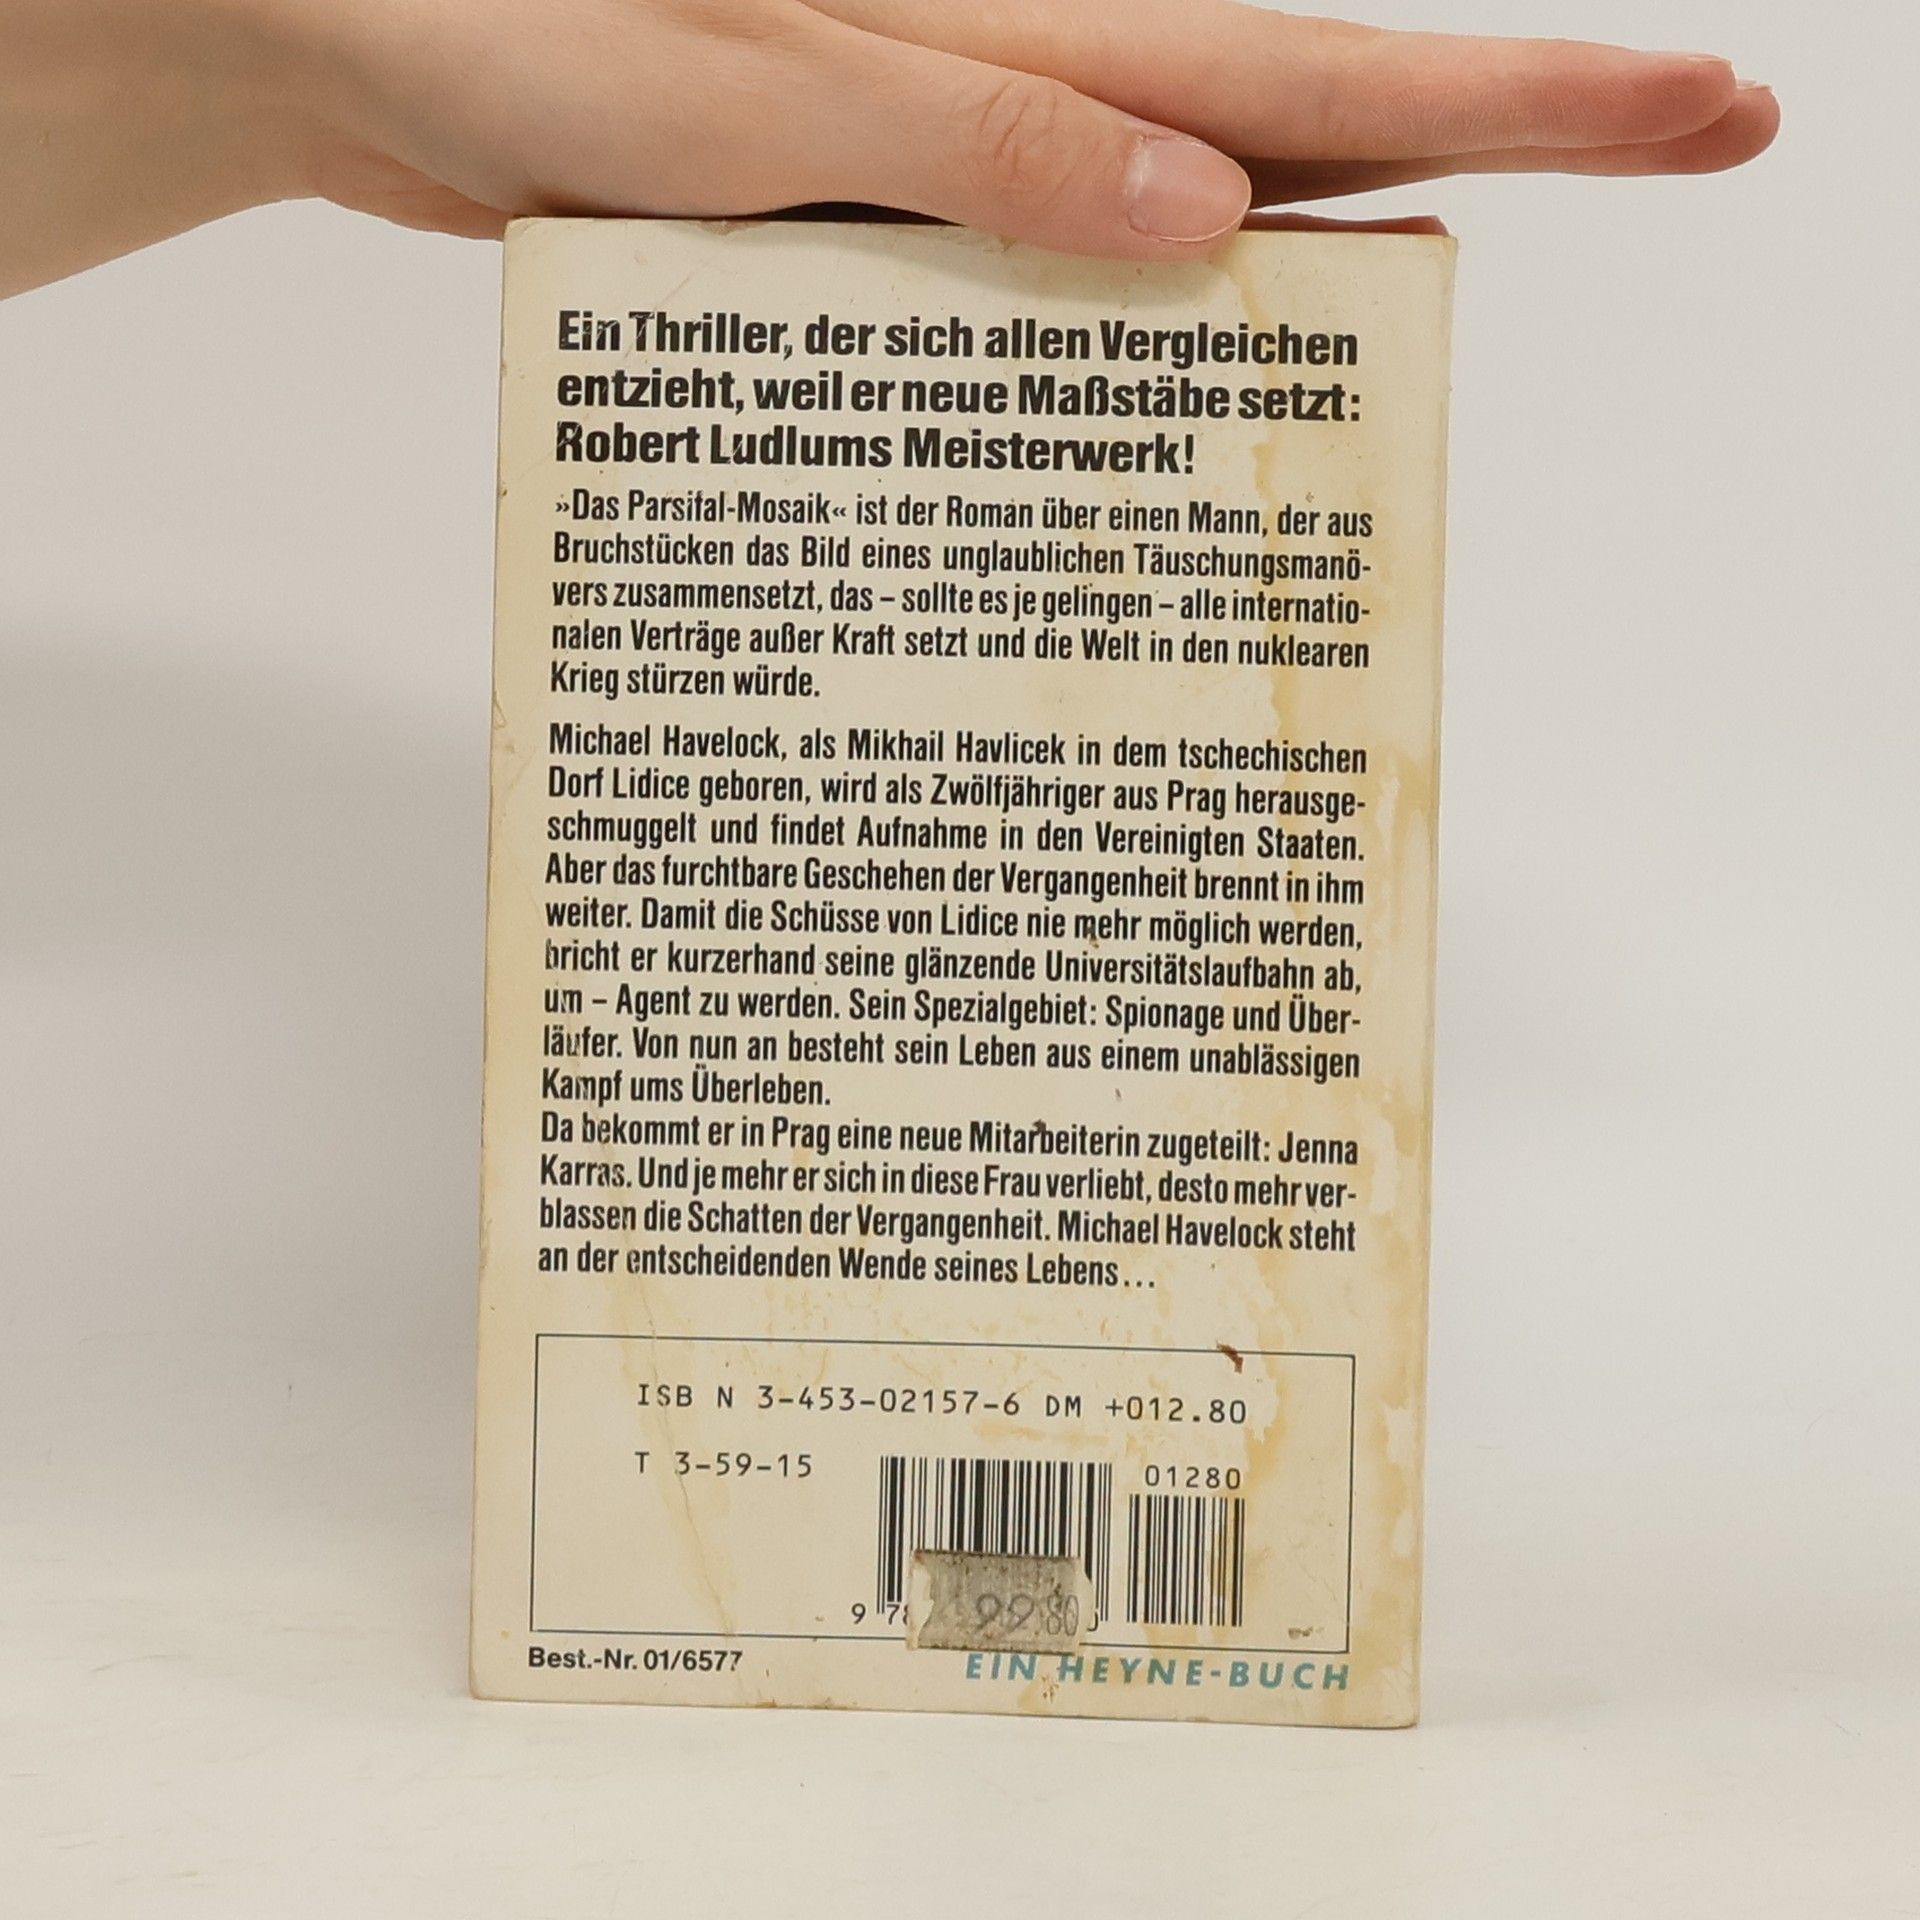 Ein Thriller, der sich allen Vergleichen
entzieht, weil er neue Maßstäbe setzt:
Robert Ludlums Meisterwerk!
»Das Parsifal-Mosaik« ist der Roman über einen Mann, der aus
Bruchstücken das Bild eines unglaublichen Täuschungsmanö-
vers zusammensetzt, das – sollte es je gelingen – alle internatio-
nalen Verträge außer Kraft setzt und die Welt in den nuklearen
Krieg stürzen würde.
Michael Havelock, als Mikhail Havlicek in dem tschechischen
Dorf Lidice geboren, wird als Zwölfjähriger aus Prag herausge-
schmuggelt und findet Aufnahme in den Vereinigten Staaten.
Aber das furchtbare Geschehen der Vergangenheit brennt in ihm
weiter. Damit die Schüsse von Lidice nie mehr möglich werden,
bricht er kurzerhand seine glänzende Universitätslaufbahn ab,
um – Agent zu werden. Sein Spezialgebiet: Spionage und Über-
läufer. Von nun an besteht sein Leben aus einem unablässigen
Kampf ums Überleben.
Da bekommt er in Prag eine neue Mitarbeiterin zugeteilt: Jenna
Karras. Und je mehr er sich in diese Frau verliebt, desto mehr ver-
blassen die Schatten der Vergangenheit. Michael Havelock steht
an der entscheidenden Wende seines Lebens...
ISB N 3-453-02157-6 DM +012.80
T 3-59-15
01280
9 78
Best.-Nr. 01/6577
EIN HEYNE-BUCH